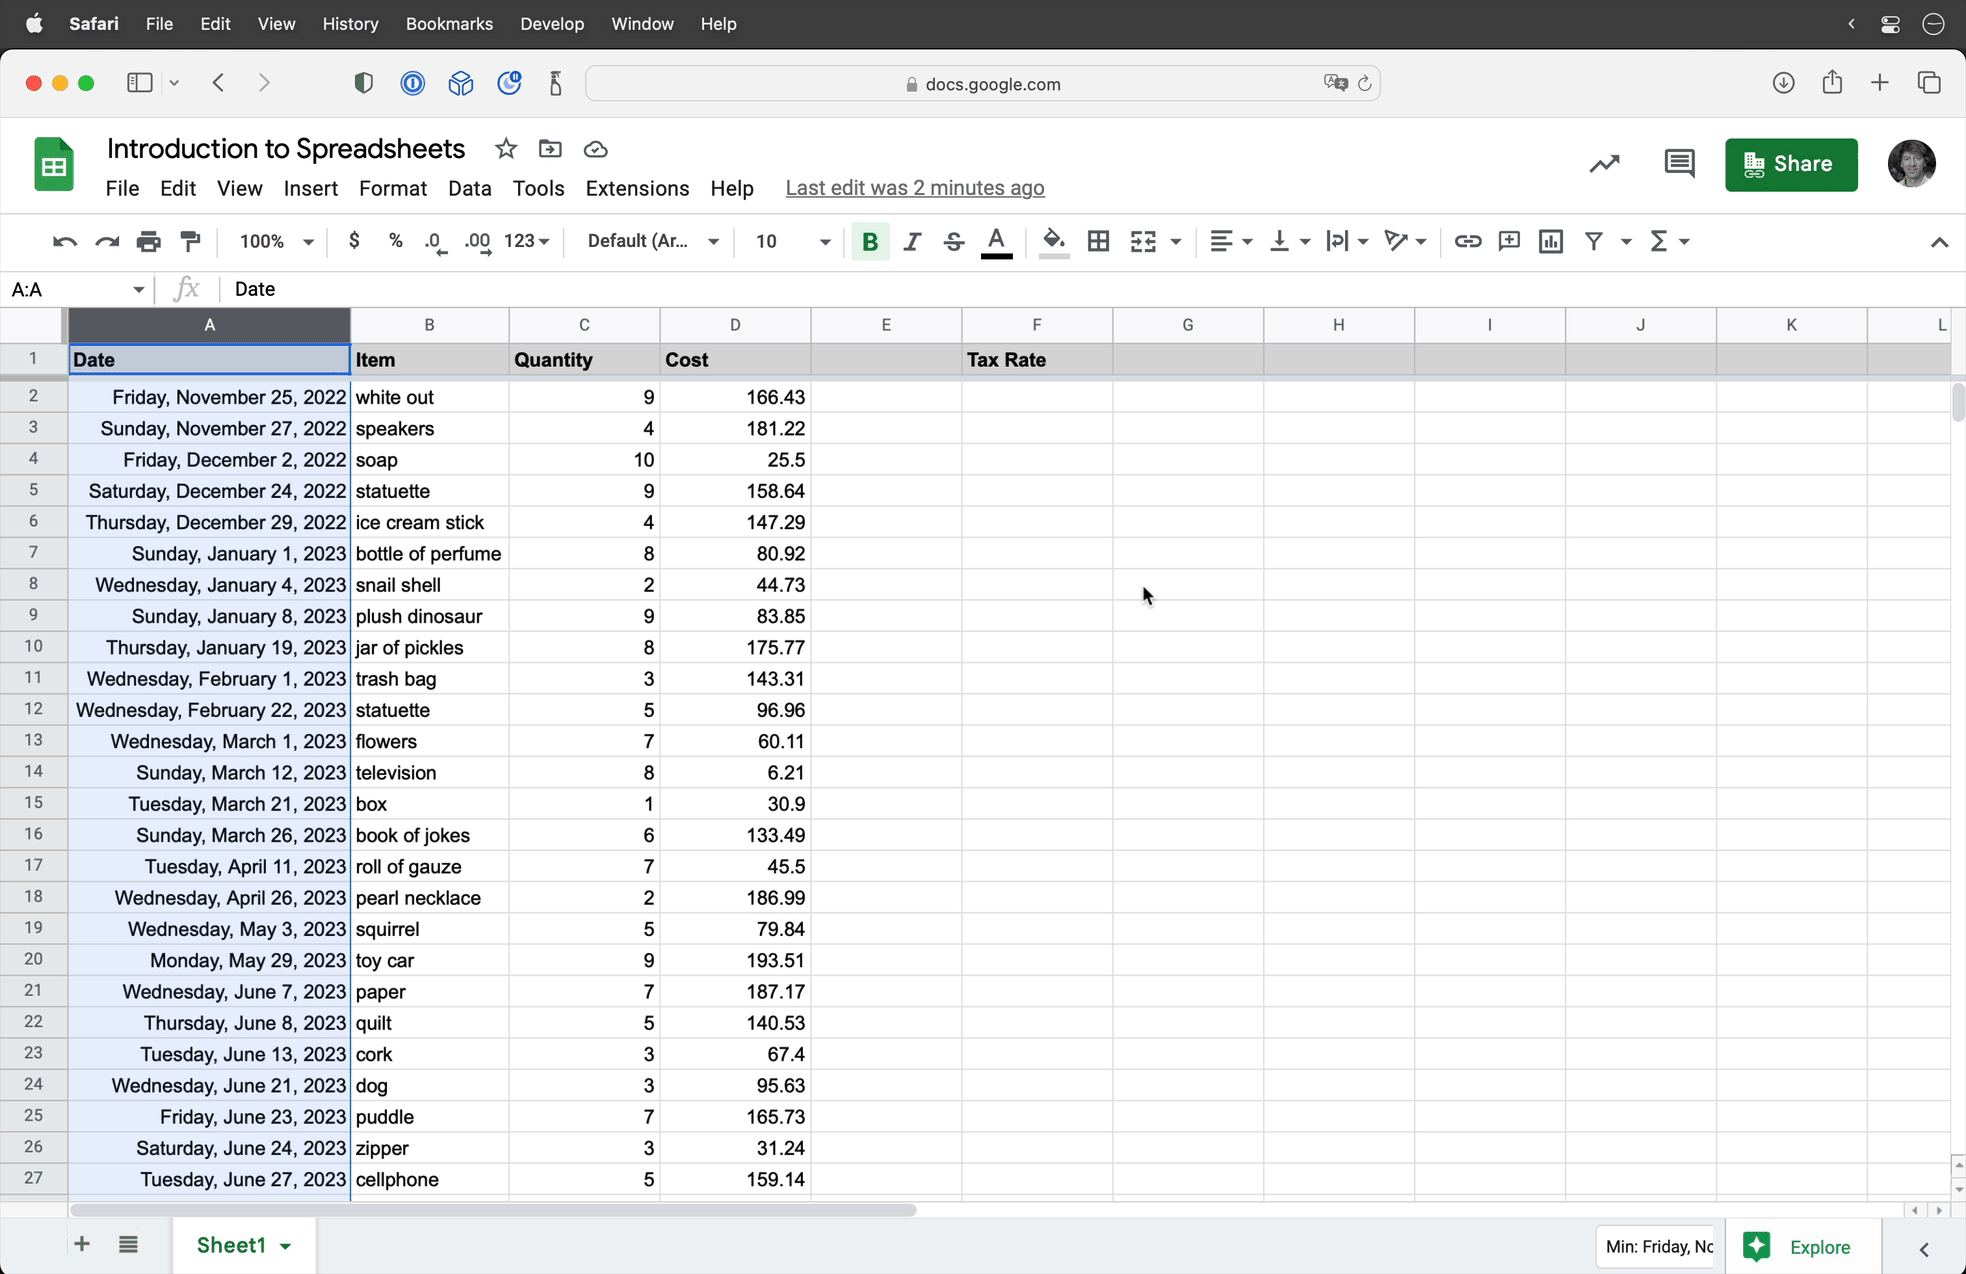 Safari File Edit View History Bookmarks Develop Window Help
docs.google.com
Introduction to Spreadsheets
File Edit View Insert Format Data Tools Extensions Help Last edit was 2 minutes ago
Share
100% $ % .0 .00 123 Default (Ar... 10 B I S A
A:A fx Date
A B C D E F G H I J K L
1 Date Item Quantity Cost Tax Rate
2 Friday, November 25, 2022 white out 9 166.43
3 Sunday, November 27, 2022 speakers 4 181.22
4 Friday, December 2, 2022 soap 10 25.5
5 Saturday, December 24, 2022 statuette 9 158.64
6 Thursday, December 29, 2022 ice cream stick 4 147.29
7 Sunday, January 1, 2023 bottle of perfume 8 80.92
8 Wednesday, January 4, 2023 snail shell 2 44.73
9 Sunday, January 8, 2023 plush dinosaur 9 83.85
10 Thursday, January 19, 2023 jar of pickles 8 175.77
11 Wednesday, February 1, 2023 trash bag 3 143.31
12 Wednesday, February 22, 2023 statuette 5 96.96
13 Wednesday, March 1, 2023 flowers 7 60.11
14 Sunday, March 12, 2023 television 8 6.21
15 Tuesday, March 21, 2023 box 1 30.9
16 Sunday, March 26, 2023 book of jokes 6 133.49
17 Tuesday, April 11, 2023 roll of gauze 7 45.5
18 Wednesday, April 26, 2023 pearl necklace 2 186.99
19 Wednesday, May 3, 2023 squirrel 5 79.84
20 Monday, May 29, 2023 toy car 9 193.51
21 Wednesday, June 7, 2023 paper 7 187.17
22 Thursday, June 8, 2023 quilt 5 140.53
23 Tuesday, June 13, 2023 cork 3 67.4
24 Wednesday, June 21, 2023 dog 3 95.63
25 Friday, June 23, 2023 puddle 7 165.73
26 Saturday, June 24, 2023 zipper 3 31.24
27 Tuesday, June 27, 2023 cellphone 5 159.14
Sheet1 Min: Friday, No Explore